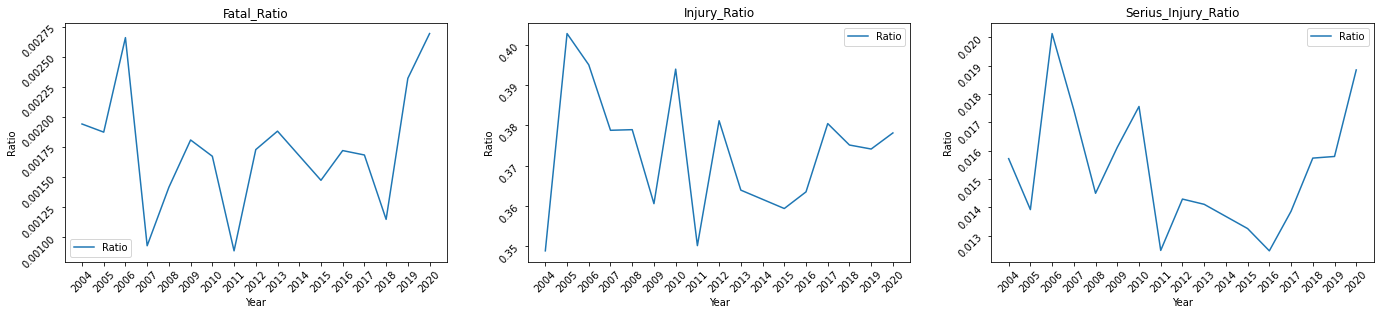 Fatal_Ratio
Ratio
0.00275
0.00250
0.00225
0.00200
0.00175
0.00150
0.00125
0.00100
Ratio
2004 2005 2006 2007 2008 2009 2010 2011 2012 2013 2014 2015 2016 2017 2018 2019 2020
Year
Injury_Ratio
Ratio
0.40
0.39
0.38
0.37
0.36
0.35
Ratio
2004 2005 2006 2007 2008 2009 2010 2011 2012 2013 2014 2015 2016 2017 2018 2019 2020
Year
Serius_Injury_Ratio
Ratio
0.020
0.019
0.018
0.017
0.016
0.015
0.014
0.013
Ratio
2004 2005 2006 2007 2008 2009 2010 2011 2012 2013 2014 2015 2016 2017 2018 2019 2020
Year